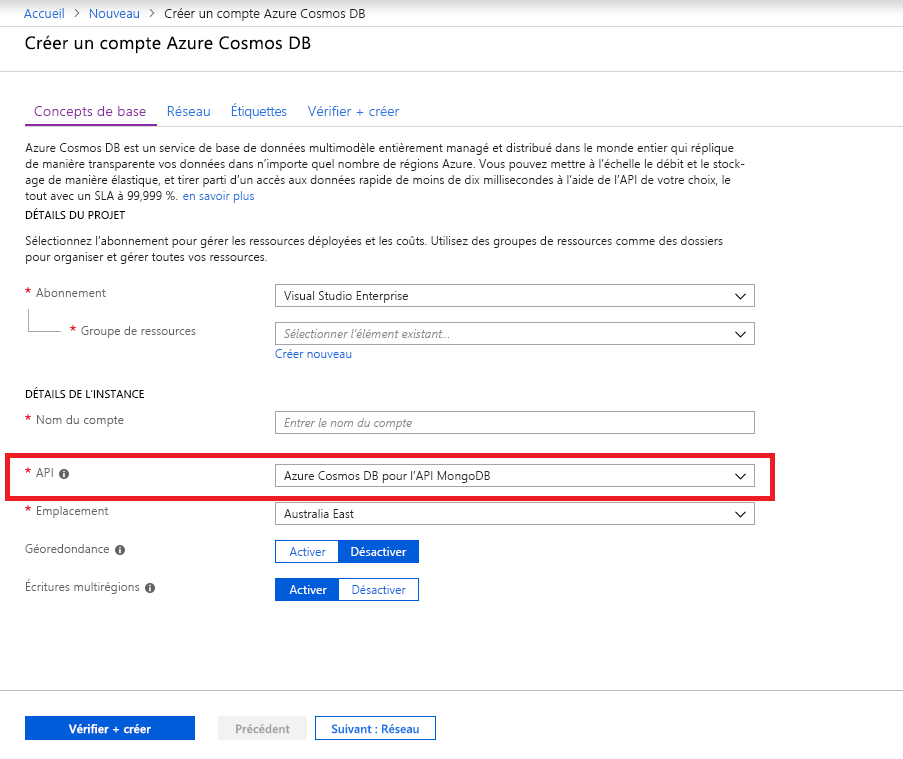 Accueil > Nouveau > Créer un compte Azure Cosmos DB
Créer un compte Azure Cosmos DB
Concepts de base Réseau Étiquettes Vérifier + créer
Azure Cosmos DB est un service de base de données multimodèle entièrement managé et distribué dans le monde entier qui réplique
de manière transparente vos données dans n'importe quel nombre de régions Azure. Vous pouvez mettre à l'échelle le débit et le stock-
age de manière élastique, et tirer parti d'un accès aux données rapide de moins de dix millisecondes à l'aide de l'API de votre choix, le
tout avec un SLA à 99,999 %. en savoir plus
DÉTAILS DU PROJET
Sélectionnez l'abonnement pour gérer les ressources déployées et les coûts. Utilisez des groupes de ressources comme des dossiers
pour organiser et gérer toutes vos ressources.
* Abonnement Visual Studio Enterprise
* Groupe de ressources Sélectionner l'élément existant...
Créer nouveau
DÉTAILS DE L'INSTANCE
* Nom du compte Entrer le nom du compte
* API Azure Cosmos DB pour l'API MongoDB
* Emplacement Australia East
Géoredondance Activer Désactiver
Écritures multirégions Activer Désactiver
Vérifier + créer Précédent Suivant : Réseau